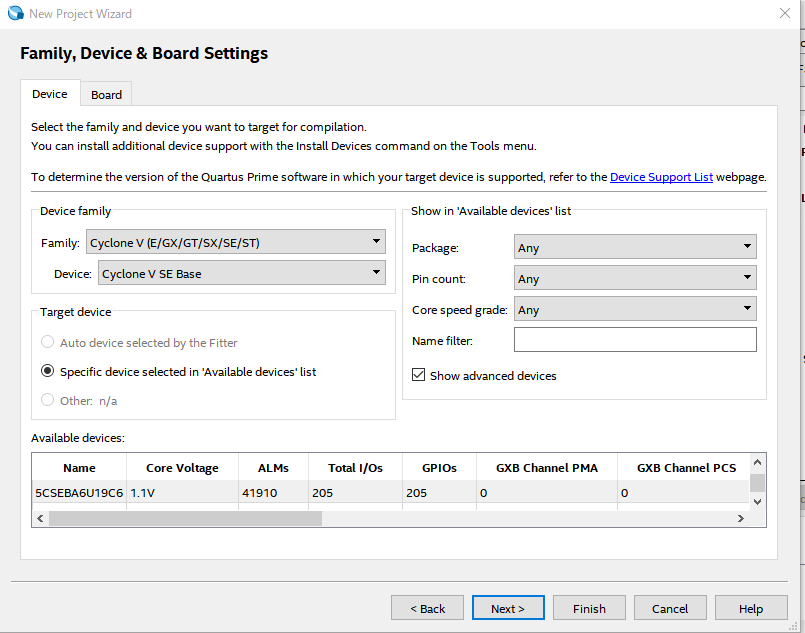 New Project Wizard
Family, Device & Board Settings
Device
Board
Select the family and device you want to target for compilation.
You can install additional device support with the Install Devices command on the Tools menu.
To determine the version of the Quartus Prime software in which your target device is supported, refer to the Device Support List webpage.
Device family
Family: Cyclone V (E/GX/GT/SX/SE/ST)
Device: Cyclone V SE Base
Target device
Auto device selected by the Fitter
Specific device selected in 'Available devices' list
Other: n/a
Show in 'Available devices' list
Package: Any
Pin count: Any
Core speed grade: Any
Name filter:
Show advanced devices
Available devices:
Name Core Voltage ALMs Total I/Os GPIOs GXB Channel PMA GXB Channel PCS
5CSEBA6U19C6 1.1V 41910 205 205 0 0
< Back Next > Finish Cancel Help